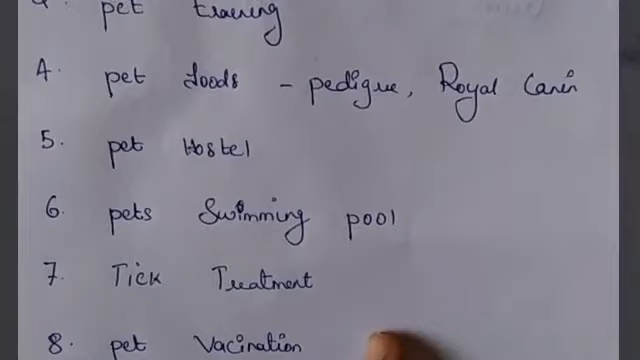 pet training
4. pet foods - pedigue, Royal Canin
5. pet Hostel
6. pets Swimming pool
7. Tick Treatment
8. pet Vacination